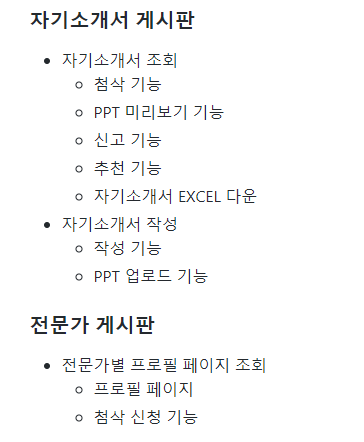 자기소개서 게시판
자기소개서 조회
첨삭 기능
PPT 미리보기 기능
신고 기능
추천 기능
자기소개서 EXCEL 다운
자기소개서 작성
작성 기능
PPT 업로드 기능
전문가 게시판
전문가별 프로필 페이지 조회
프로필 페이지
첨삭 신청 기능